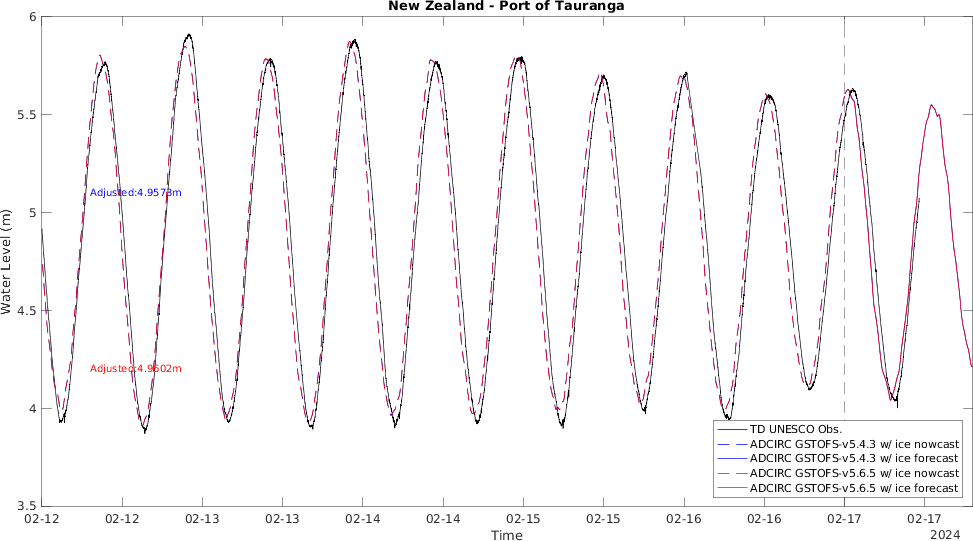 New Zealand - Port of Tauranga
Water Level (m)
6
5.5
5
4.5
4
3.5
Adjusted:4.9573m
Adjusted:4.9602m
TD UNESCO Obs.
ADCIRC GSTOFS-v5.4.3 w/ ice nowcast
ADCIRC GSTOFS-v5.4.3 w/ ice forecast
ADCIRC GSTOFS-v5.6.5 w/ ice nowcast
ADCIRC GSTOFS-v5.6.5 w/ ice forecast
02-12 02-12 02-13 02-13 02-14 02-14 02-15 02-15 02-16 02-16 02-17 02-17
Time
2024